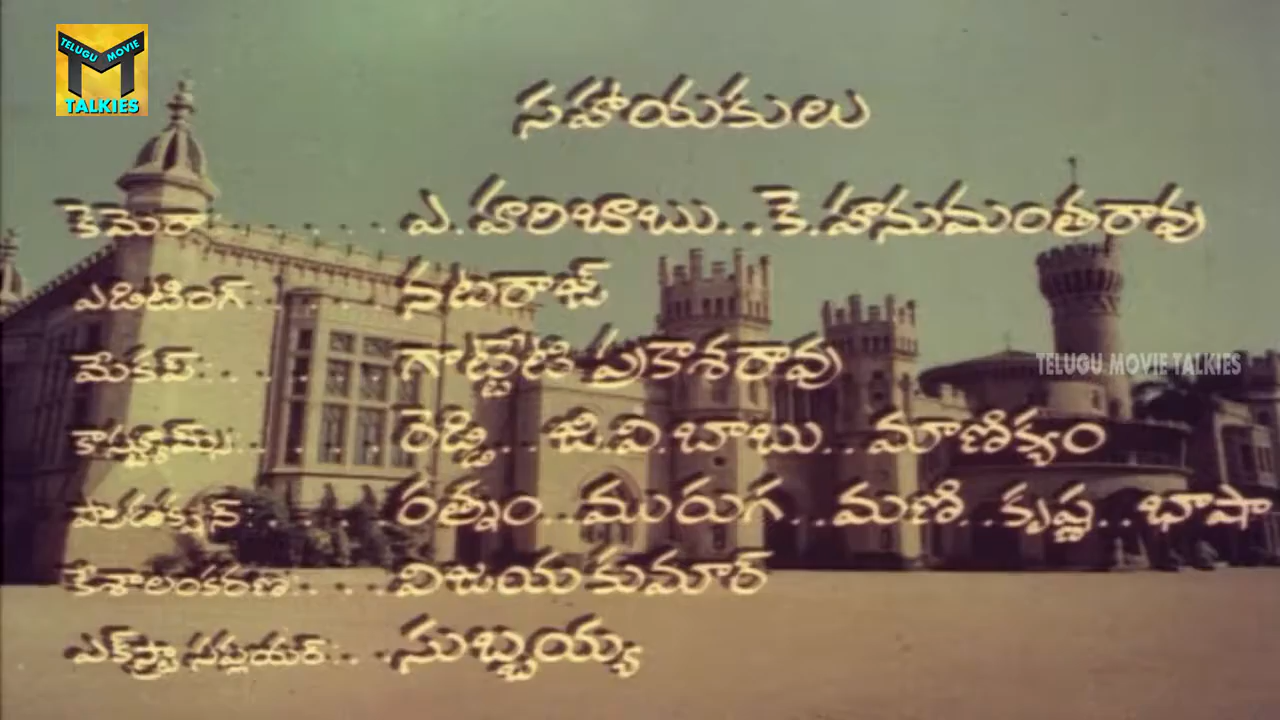 TELUGU MOVIE
TALKIES
సహాయకులు
కెమెరా . . . . . . ఎ.హరిబాబు..కే.హనుమంతరావు
ఎడిటింగ్: . . . . నటరాజ్
మేకప్: . . . . గొట్టేటి ప్రకాశరావు
కాస్ట్యూమ్స్: . . . రెడ్డి..జి.వి.బాబు..మాణిక్యం
TELUGU MOVIE TALKIES
ప్రొడక్షన్: . . . . రత్నం..మురుగ..మణి..కృష్ణ..భాషా
కేశాలంకరణ: . . . విజయకుమార్
ఎక్స్‌ట్రా సప్లయర్: . . సుబ్బయ్య